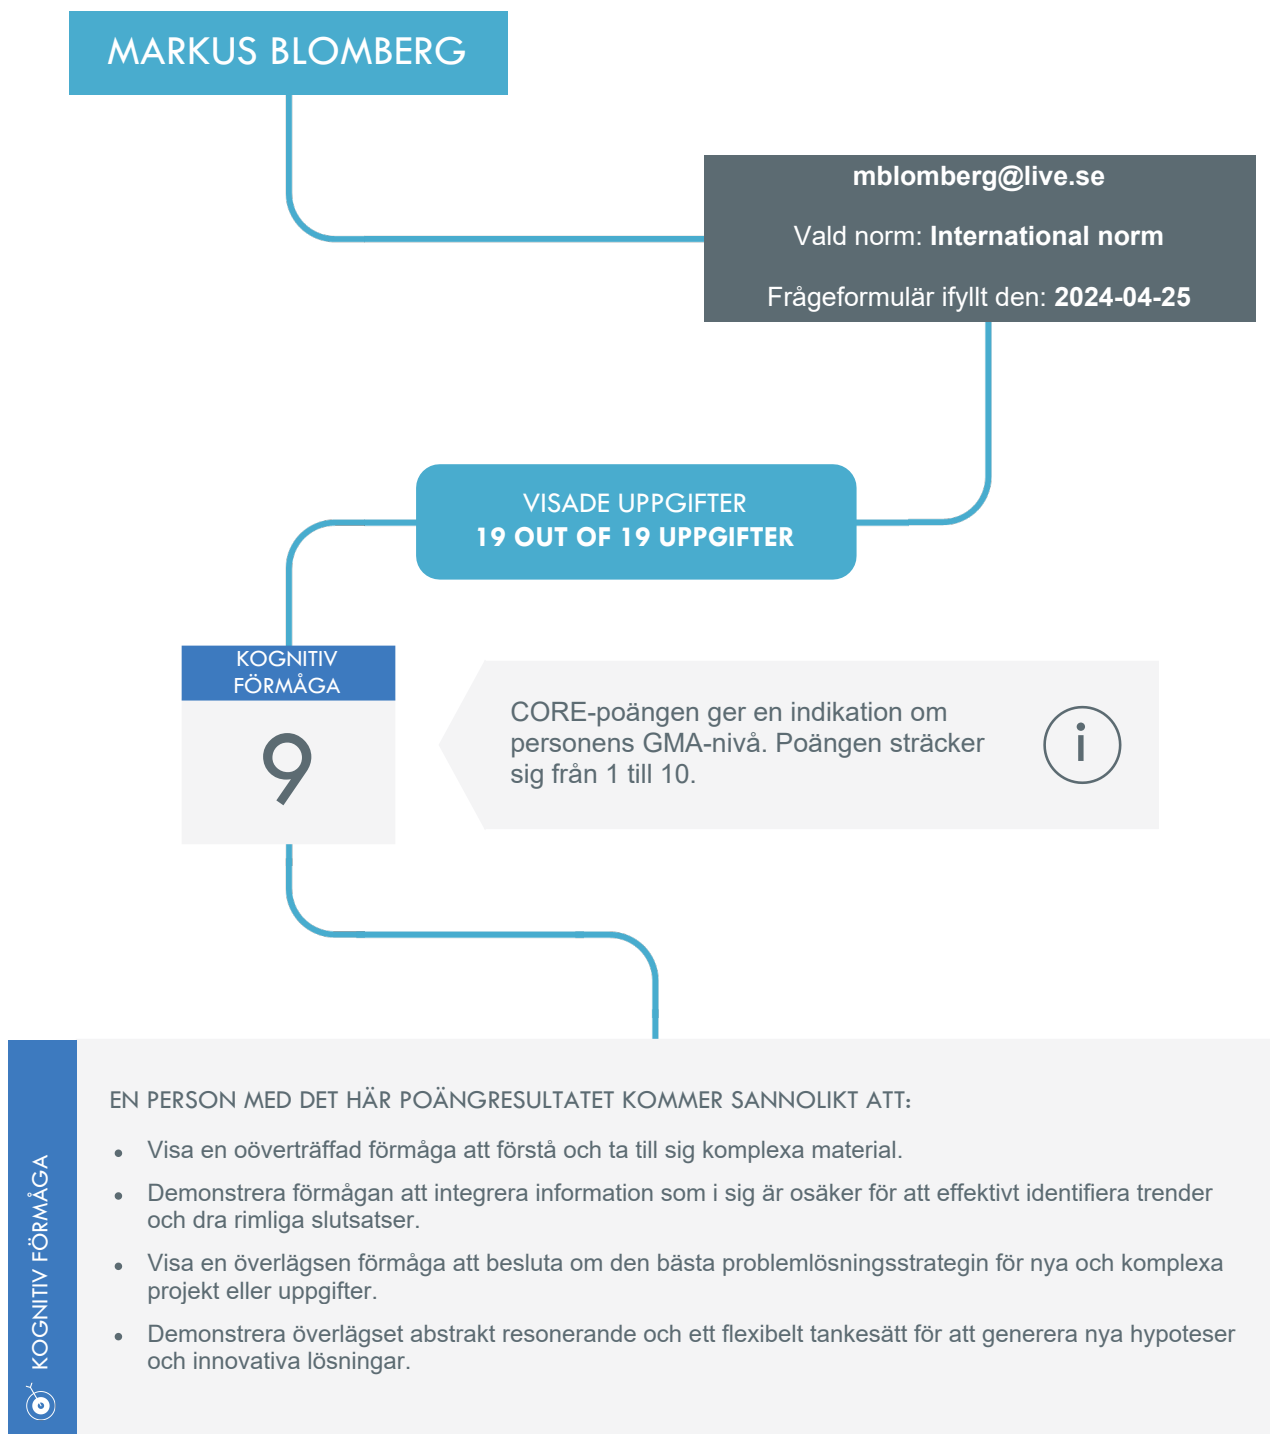 MARKUS BLOMBERG
mblomberg@live.se
Vald norm: International norm
Frågeformulär ifyllt den: 2024-04-25
VISADE UPPGIFTER
19 OUT OF 19 UPPGIFTER
KOGNITIV
FÖRMÅGA
9
CORE-poängen ger en indikation om
personens GMA-nivå. Poängen sträcker
sig från 1 till 10.
i
KOGNITIV FÖRMÅGA
EN PERSON MED DET HÄR POÄNGRESULTATET KOMMER SANNOLIKT ATT:
• Visa en oöverträffad förmåga att förstå och ta till sig komplexa material.
• Demonstrera förmågan att integrera information som i sig är osäker för att effektivt identifiera trender
och dra rimliga slutsatser.
• Visa en överlägsen förmåga att besluta om den bästa problemlösningsstrategin för nya och komplexa
projekt eller uppgifter.
• Demonstrera överlägset abstrakt resonerande och ett flexibelt tankesätt för att generera nya hypoteser
och innovativa lösningar.